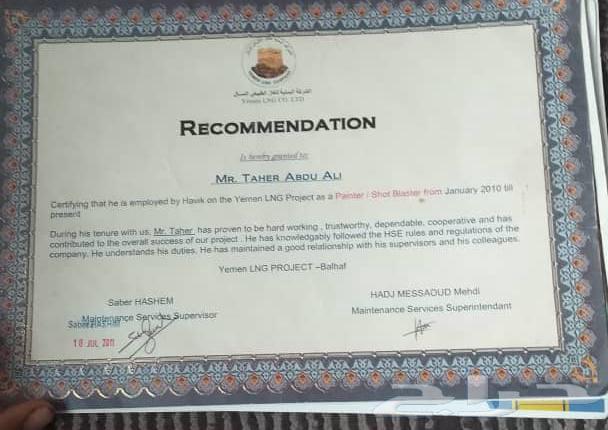 الشركة اليمنية للغاز الطبيعي المسال
Yemen LNG CO. LTD
RECOMMENDATION
Is hereby granted to:
MR. TAHER ABDU ALI
Certifying that he is employed by Havik on the Yemen LNG Project as a Painter / Shot Blaster from January 2010 till
present
During his tenure with us, Mr. Taher has proven to be hard working , trustworthy, dependable, cooperative and has
contributed to the overall success of our project . He has knowledgably followed the HSE rules and regulations of the
company. He understands his duties. He has maintained a good relationship with his supervisors and his colleagues.
Yemen LNG PROJECT –Balhaf
Saber HASHEM
Maintenance Services Supervisor
Saber HASHIM
18 JUL 2011
HADJ MESSAOUD Mehdi
Maintenance Services Superintendant
حراج